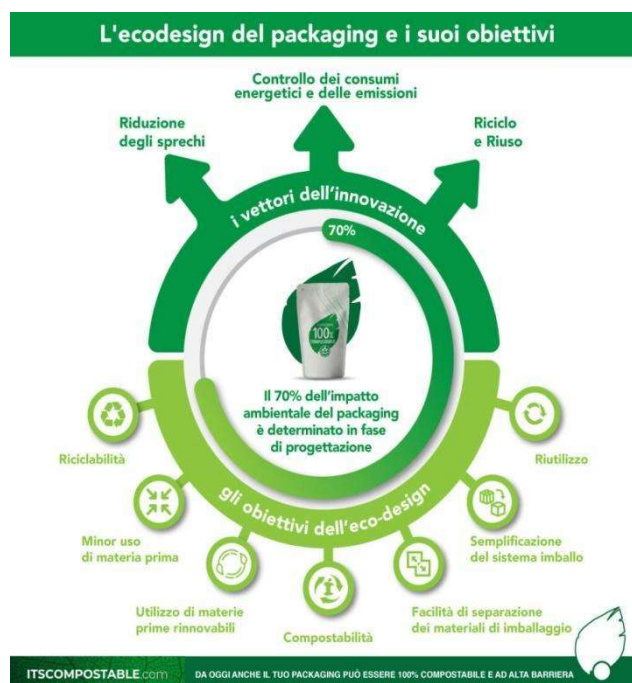 L'ecodesign del packaging e i suoi obiettivi
Controllo dei consumi
energetici e delle emissioni
Riduzione
degli sprechi
Riciclo
e Riuso
i vettori dell'innovazione
70%
100%
COMPOSTABILE
Il 70% dell'impatto
ambientale del packaging
è determinato in fase
di progettazione
gli obiettivi dell'eco-design
Riciclabilità
Riutilizzo
Minor uso
di materia prima
Semplificazione
del sistema imballo
Utilizzo di materie
prime rinnovabili
Compostabilità
Facilità di separazione
dei materiali di imballaggio
ITSCOMPOSTABLE.com
DA OGGI ANCHE IL TUO PACKAGING PUÒ ESSERE 100% COMPOSTABILE E AD ALTA BARRIERA